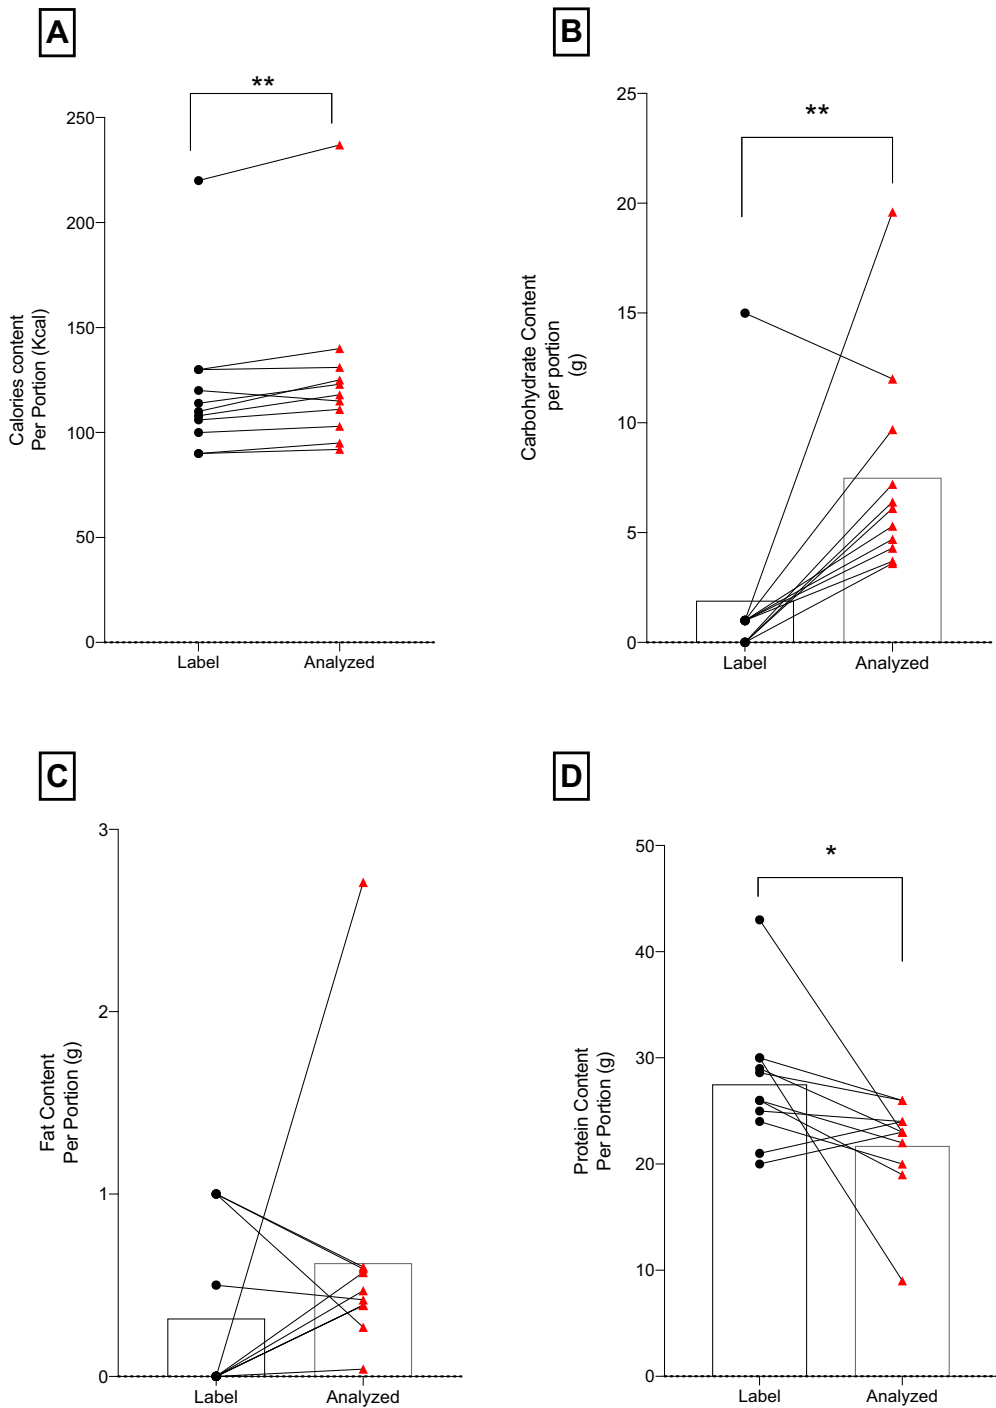 A
**
250
200
150
100
50
0
Calories content
Per Portion (Kcal)
Label
Analyzed
B
**
25
20
15
10
5
0
Carbohydrate Content
per portion
(g)
Label
Analyzed
C
3
2
1
0
Fat Content
Per Portion (g)
Label
Analyzed
D
*
50
40
30
20
10
0
Protein Content
Per Portion (g)
Label
Analyzed